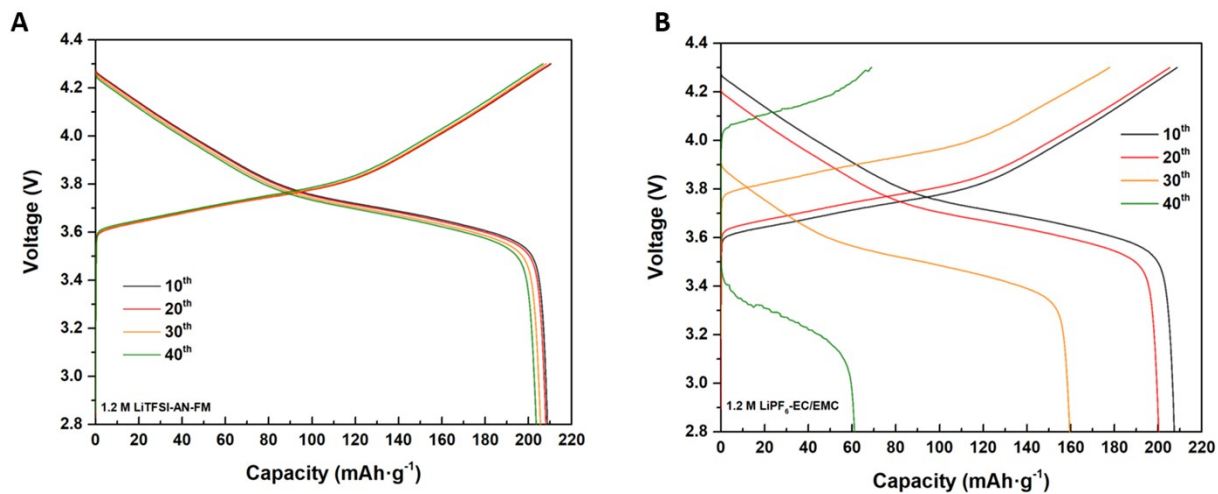 A
4.4
4.2
4.0
3.8
3.6
3.4
3.2
3.0
2.8
Voltage (V)
10th
20th
30th
40th
1.2 M LiTFSI-AN-FM
0 20 40 60 80 100 120 140 160 180 200 220
Capacity (mAh·g-1)
B
4.4
4.2
4.0
3.8
3.6
3.4
3.2
3.0
2.8
Voltage (V)
10th
20th
30th
40th
1.2 M LiPF6-EC/EMC
0 20 40 60 80 100 120 140 160 180 200 220
Capacity (mAh·g-1)